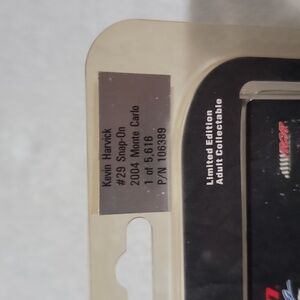 Kevin Harvick
#29 Snap-On
2004 Monte Carlo
1 of 5,616
P/N 106389
Limited Edition
Adult Collectable